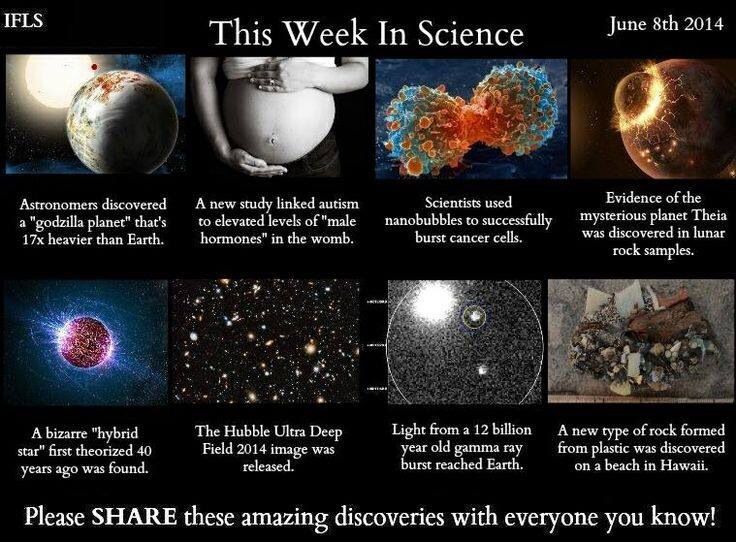 IFLS
This Week In Science
June 8th 2014
Astronomers discovered
a "godzilla planet" that's
17x heavier than Earth.
A new study linked autism
to elevated levels of "male
hormones" in the womb.
Scientists used
nanobubbles to successfully
burst cancer cells.
Evidence of the
mysterious planet Theia
was discovered in lunar
rock samples.
A bizarre "hybrid
star" first theorized 40
years ago was found.
The Hubble Ultra Deep
Field 2014 image was
released.
Light from a 12 billion
year old gamma ray
burst reached Earth.
A new type of rock formed
from plastic was discovered
on a beach in Hawaii.
Please SHARE these amazing discoveries with everyone you know!